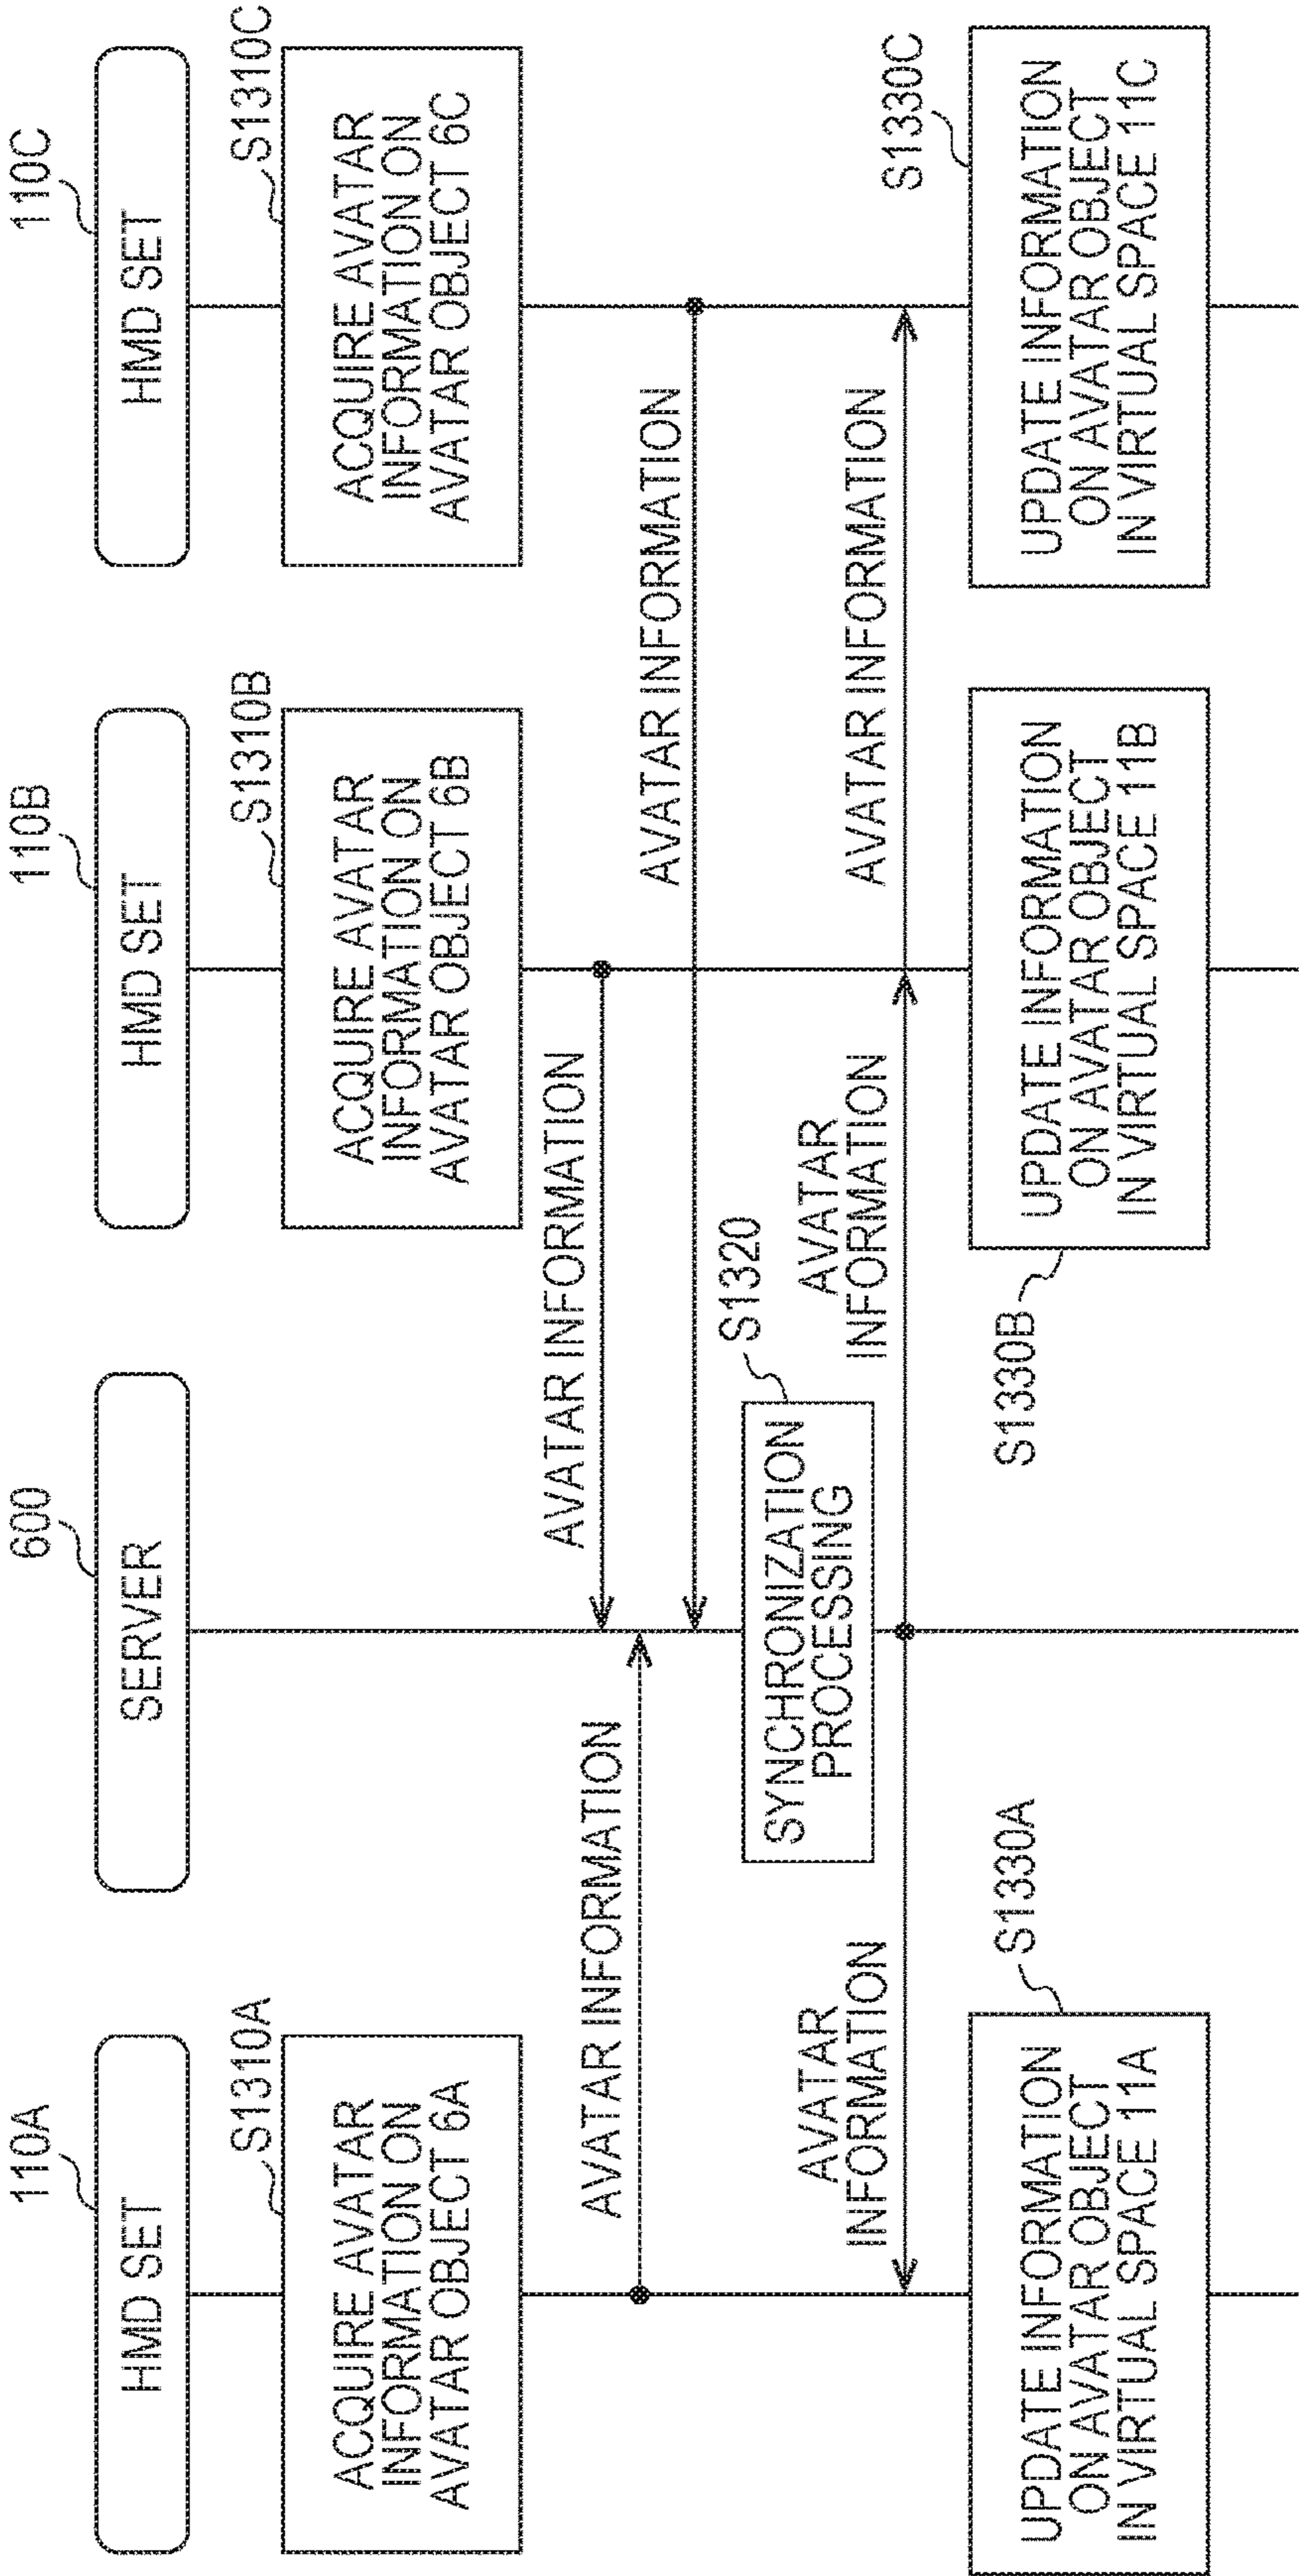 110A
HMD SET
600
SERVER
110B
HMD SET
110C
HMD SET
S1310A
ACQUIRE AVATAR
INFORMATION ON
AVATAR OBJECT 6A
S1310B
ACQUIRE AVATAR
INFORMATION ON
AVATAR OBJECT 6B
S1310C
ACQUIRE AVATAR
INFORMATION ON
AVATAR OBJECT 6C
AVATAR INFORMATION
AVATAR INFORMATION
AVATAR INFORMATION
S1320
SYNCHRONIZATION
PROCESSING
AVATAR
INFORMATION
AVATAR
INFORMATION
AVATAR INFORMATION
S1330A
UPDATE INFORMATION
ON AVATAR OBJECT
IN VIRTUAL SPACE 11A
S1330B
UPDATE INFORMATION
ON AVATAR OBJECT
IN VIRTUAL SPACE 11B
S1330C
UPDATE INFORMATION
ON AVATAR OBJECT
IN VIRTUAL SPACE 11C